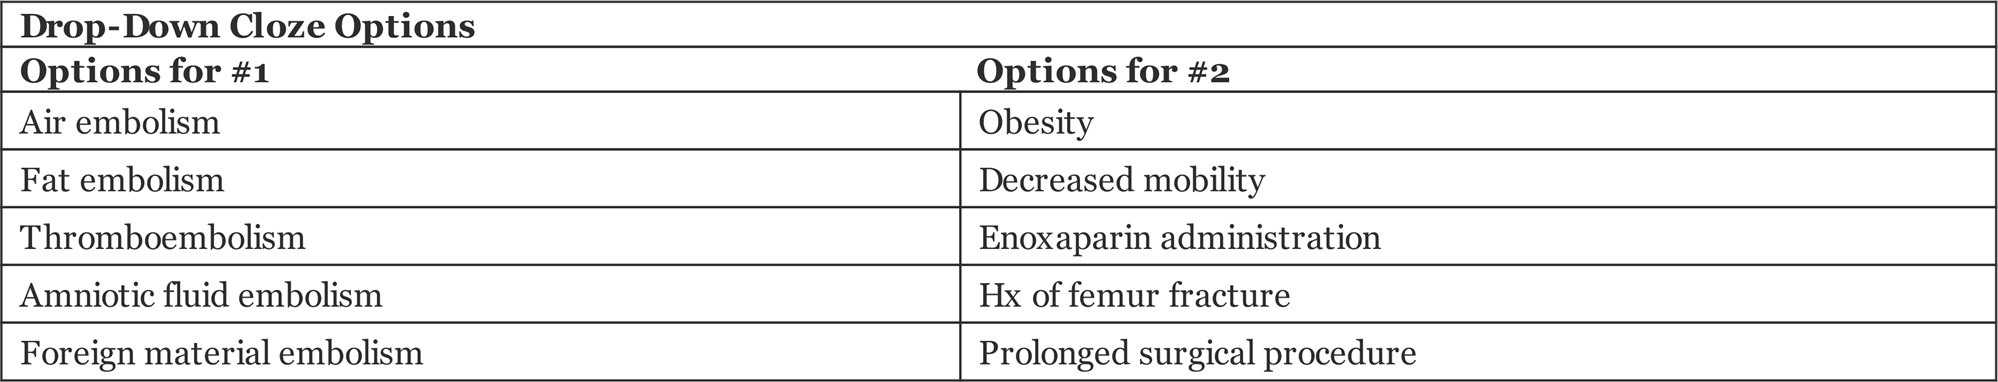 Drop-Down Cloze Options
Options for #1 Options for #2
Air embolism Obesity
Fat embolism Decreased mobility
Thromboembolism Enoxaparin administration
Amniotic fluid embolism Hx of femur fracture
Foreign material embolism Prolonged surgical procedure